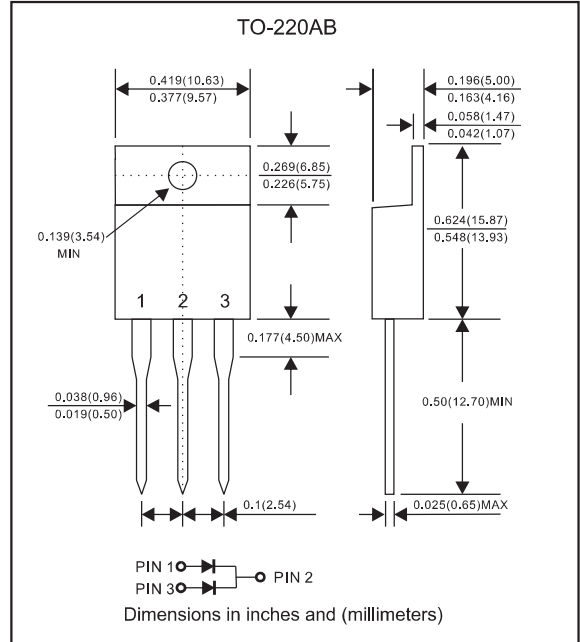 TO-220AB
0.419(10.63)
0.377(9.57)
0.196(5.00)
0.163(4.16)
0.058(1.47)
0.042(1.07)
0.269(6.85)
0.226(5.75)
0.139(3.54)
MIN
0.624(15.87)
0.548(13.93)
1 2 3
0.177(4.50)MAX
0.038(0.96)
0.019(0.50)
0.50(12.70)MIN
0.1(2.54)
0.025(0.65)MAX
PIN 1
PIN 2
PIN 3
Dimensions in inches and (millimeters)